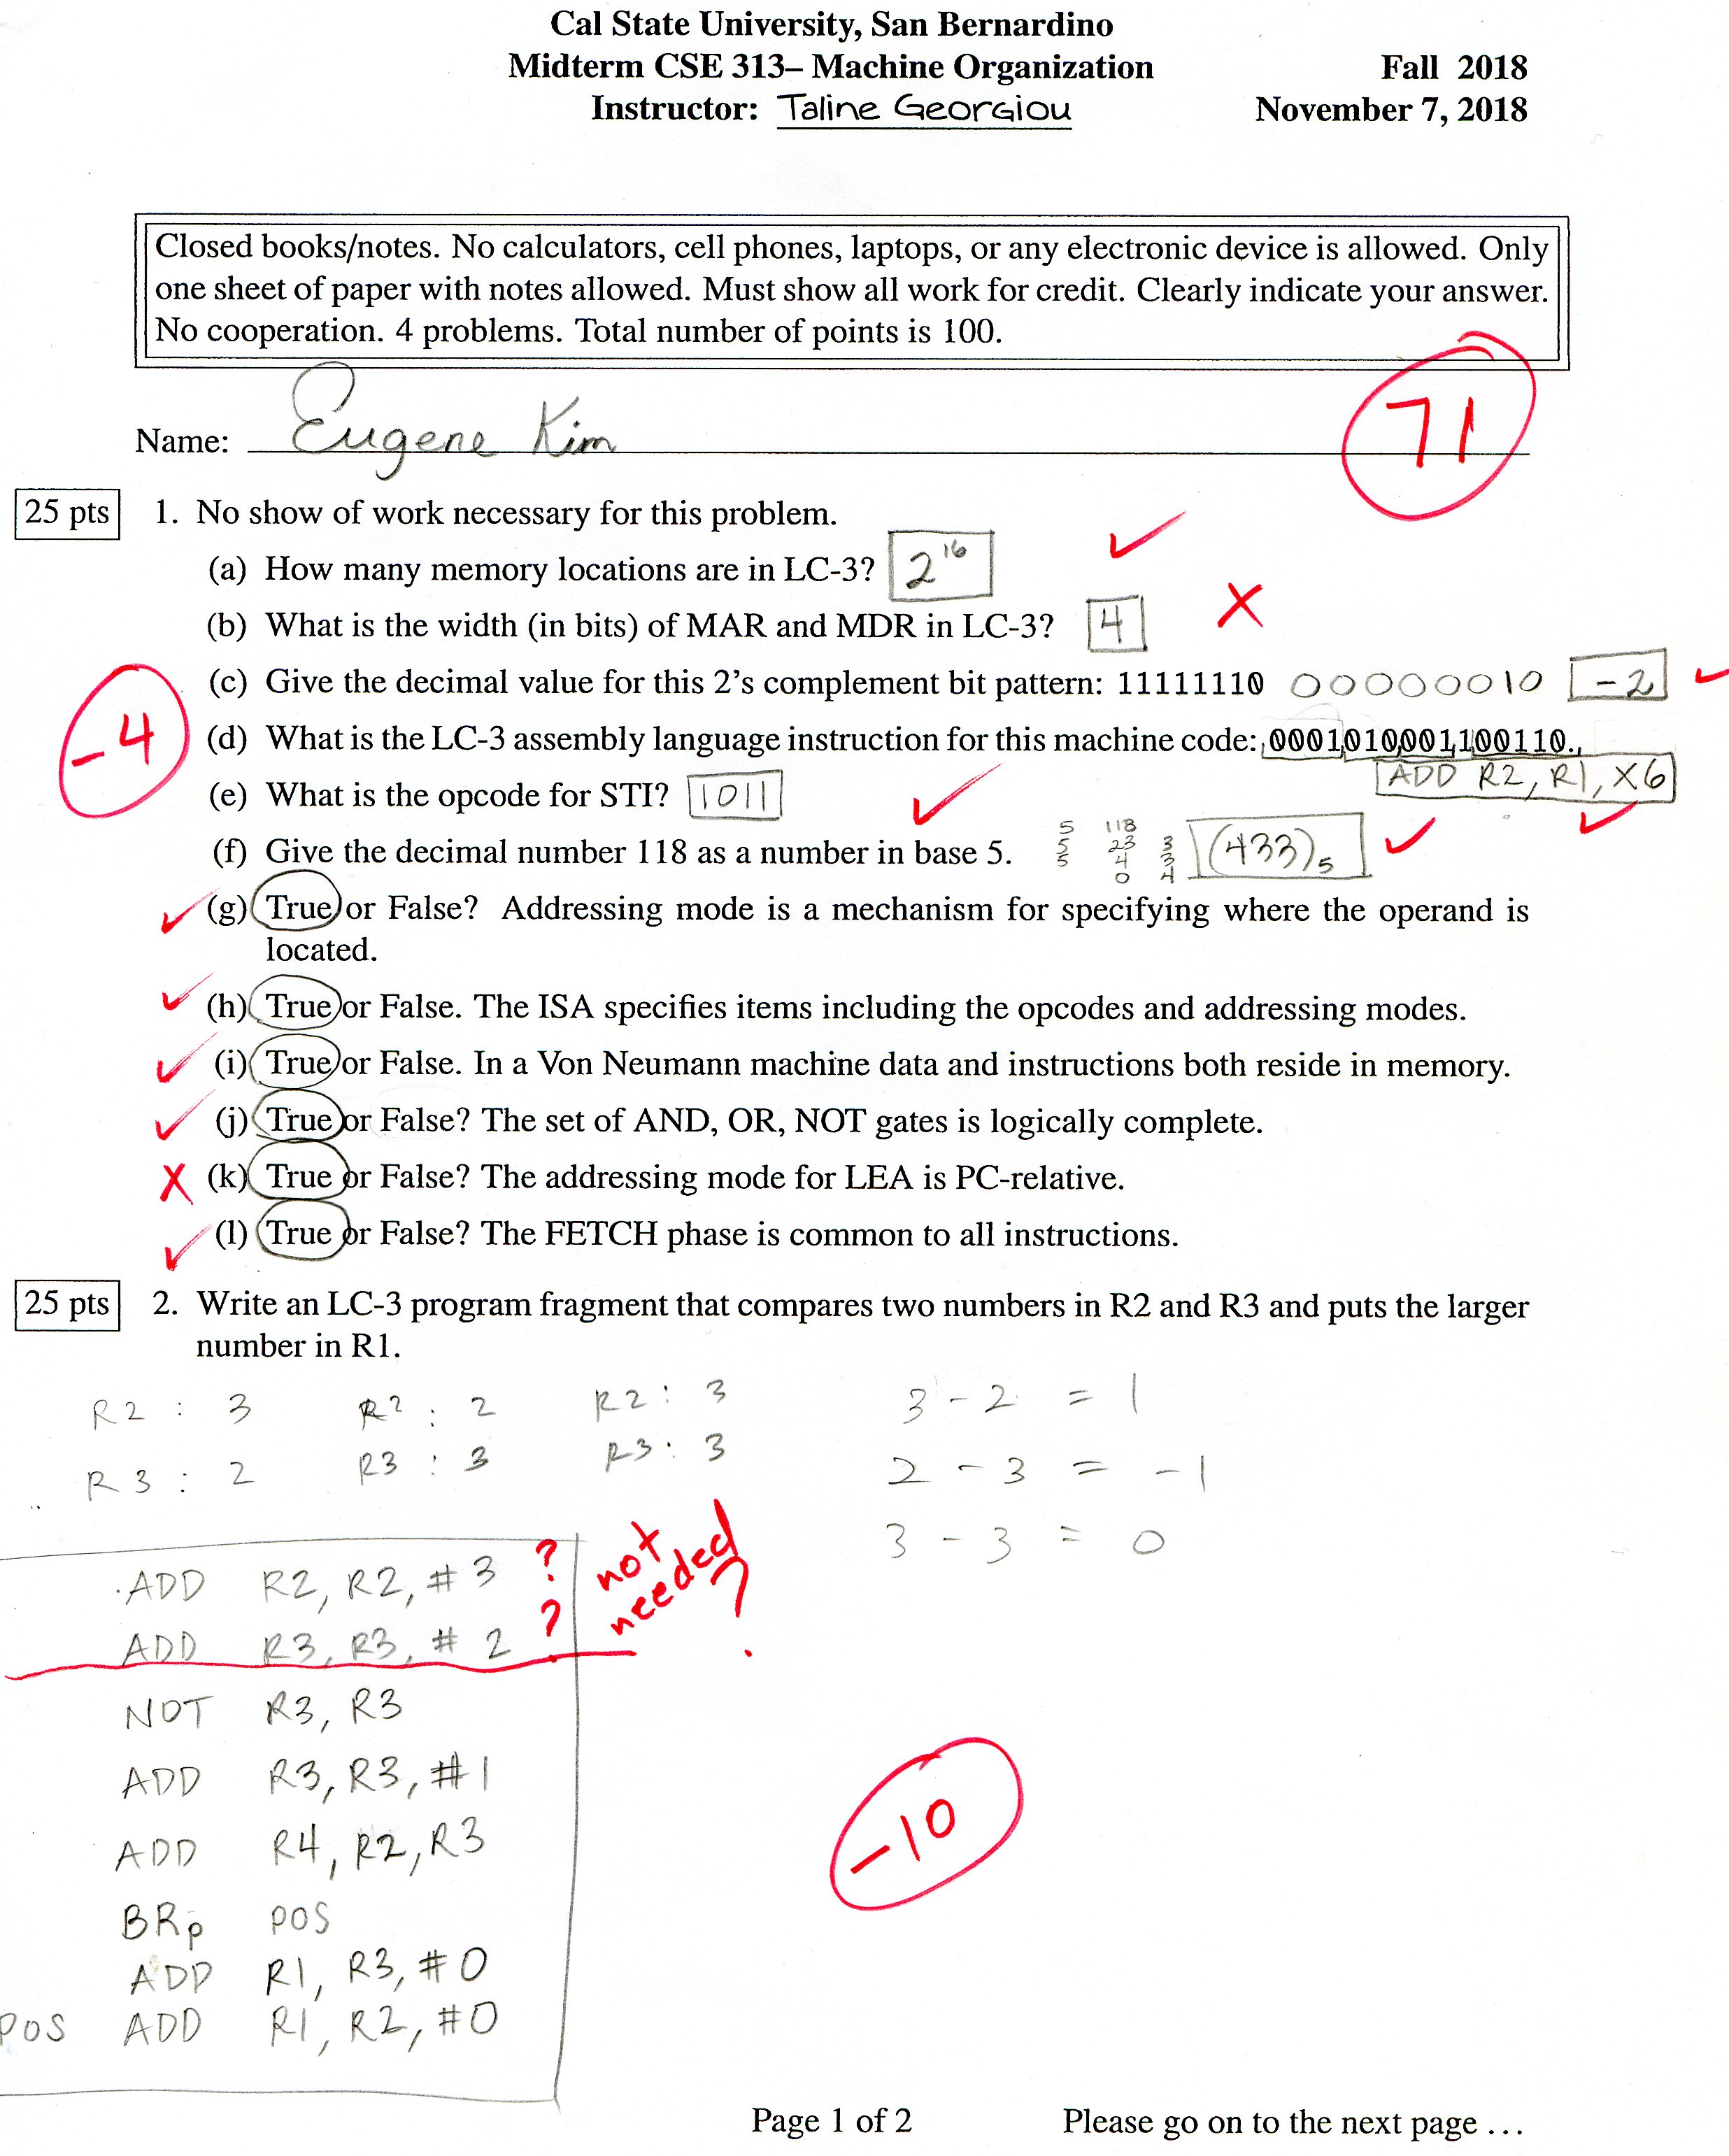 Cal State University, San Bernardino
Midterm CSE 313– Machine Organization Fall 2018
Instructor: Taline Georgiou November 7, 2018
Closed books/notes. No calculators, cell phones, laptops, or any electronic device is allowed. Only
one sheet of paper with notes allowed. Must show all work for credit. Clearly indicate your answer.
No cooperation. 4 problems. Total number of points is 100.
71
Name: Eugene Kim
25 pts 1. No show of work necessary for this problem.
(a) How many memory locations are in LC-3? 2^16 ✓
(b) What is the width (in bits) of MAR and MDR in LC-3? 4 X
(c) Give the decimal value for this 2's complement bit pattern: 11111110 00000010 -2 ✓
-4
(d) What is the LC-3 assembly language instruction for this machine code: 0001010001100110.
ADD R2, R1, x6 ✓
(e) What is the opcode for STI? 1011 ✓
(f) Give the decimal number 118 as a number in base 5. (433)5 ✓
5 118
5 23 3
5 4 3
0 4
✓ (g) True or False? Addressing mode is a mechanism for specifying where the operand is
located.
✓ (h) True or False. The ISA specifies items including the opcodes and addressing modes.
✓ (i) True or False. In a Von Neumann machine data and instructions both reside in memory.
✓ (j) True or False? The set of AND, OR, NOT gates is logically complete.
X (k) True or False? The addressing mode for LEA is PC-relative.
✓ (l) True or False? The FETCH phase is common to all instructions.
25 pts 2. Write an LC-3 program fragment that compares two numbers in R2 and R3 and puts the larger
number in R1.
R2 : 3 R2 : 2 R2 : 3 3 - 2 = 1
R3 : 2 R3 : 3 R3 : 3 2 - 3 = -1
3 - 3 = 0
ADD R2, R2, #3 ? not
ADD R3, R3, #2 ? needed?
NOT R3, R3
ADD R3, R3, #1
ADD R4, R2, R3
-10
BRp POS
ADD R1, R3, #0
POS ADD R1, R2, #0
Page 1 of 2 Please go on to the next page ...